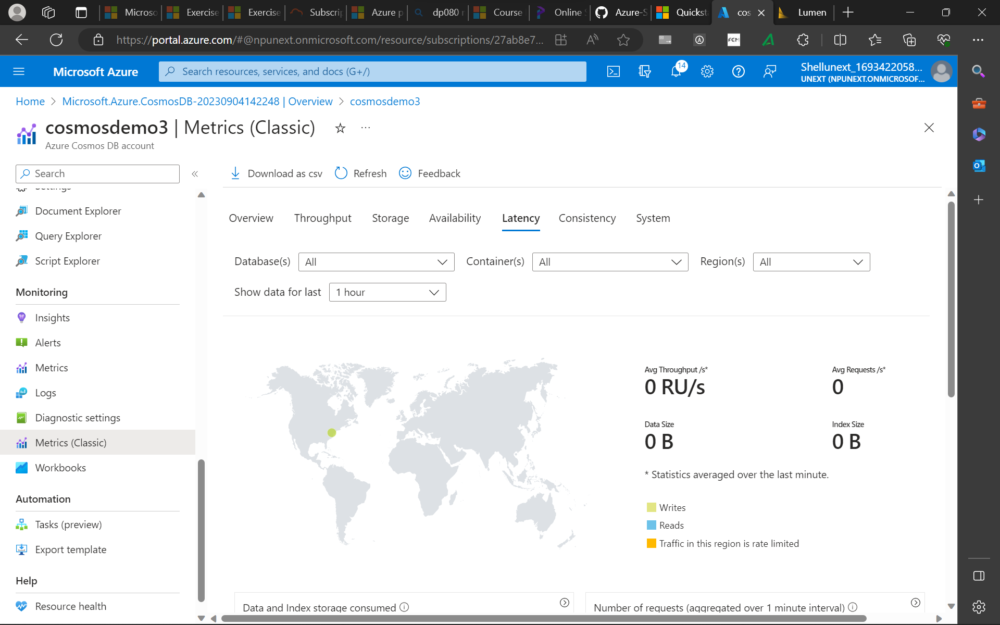 Microso
Exercise
Exercise
Subscrip
Azure p
dp080 r
Course
Online
Azure-S
Quicksta
cos
Lumen
https://portal.azure.com/#@npunext.onmicrosoft.com/resource/subscriptions/27ab8e7...
Microsoft Azure
Search resources, services, and docs (G+/)
14
Shellunext_1693422058...
UNEXT (NPUNEXT.ONMICROSOF...
Home > Microsoft.Azure.CosmosDB-20230904142248 | Overview > cosmosdemo3
cosmosdemo3 | Metrics (Classic)
Azure Cosmos DB account
Search
Download as csv
Refresh
Feedback
Settings
Document Explorer
Query Explorer
Script Explorer
Monitoring
Insights
Alerts
Metrics
Logs
Diagnostic settings
Metrics (Classic)
Workbooks
Automation
Tasks (preview)
Export template
Help
Resource health
Overview
Throughput
Storage
Availability
Latency
Consistency
System
Database(s) All
Container(s) All
Region(s) All
Show data for last 1 hour
Avg Throughput /s*
0 RU/s
Avg Requests /s*
0
Data Size
0 B
Index Size
0 B
* Statistics averaged over the last minute.
Writes
Reads
Traffic in this region is rate limited
Data and Index storage consumed
Number of requests (aggregated over 1 minute interval)